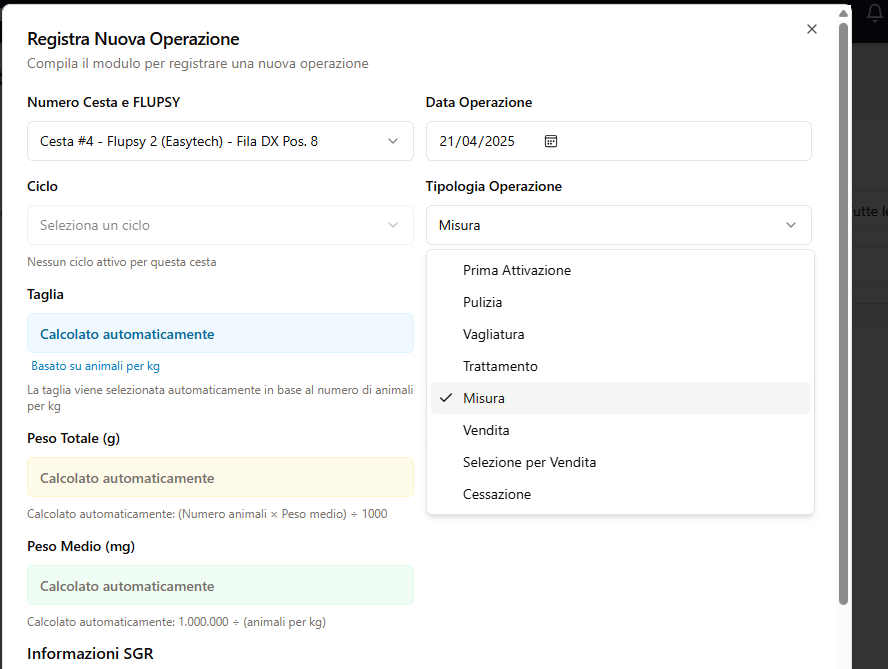 Registra Nuova Operazione
Compila il modulo per registrare una nuova operazione
Numero Cesta e FLUPSY
Cesta #4 - Flupsy 2 (Easytech) - Fila DX Pos. 8
Data Operazione
21/04/2025
Ciclo
Seleziona un ciclo
Nessun ciclo attivo per questa cesta
Tipologia Operazione
Misura
Prima Attivazione
Pulizia
Vagliatura
Trattamento
Misura
Vendita
Selezione per Vendita
Cessazione
Taglia
Calcolato automaticamente
Basato su animali per kg
La taglia viene selezionata automaticamente in base al numero di animali
per kg
Peso Totale (g)
Calcolato automaticamente
Calcolato automaticamente: (Numero animali × Peso medio) ÷ 1000
Peso Medio (mg)
Calcolato automaticamente
Calcolato automaticamente: 1.000.000 ÷ (animali per kg)
Informazioni SGR